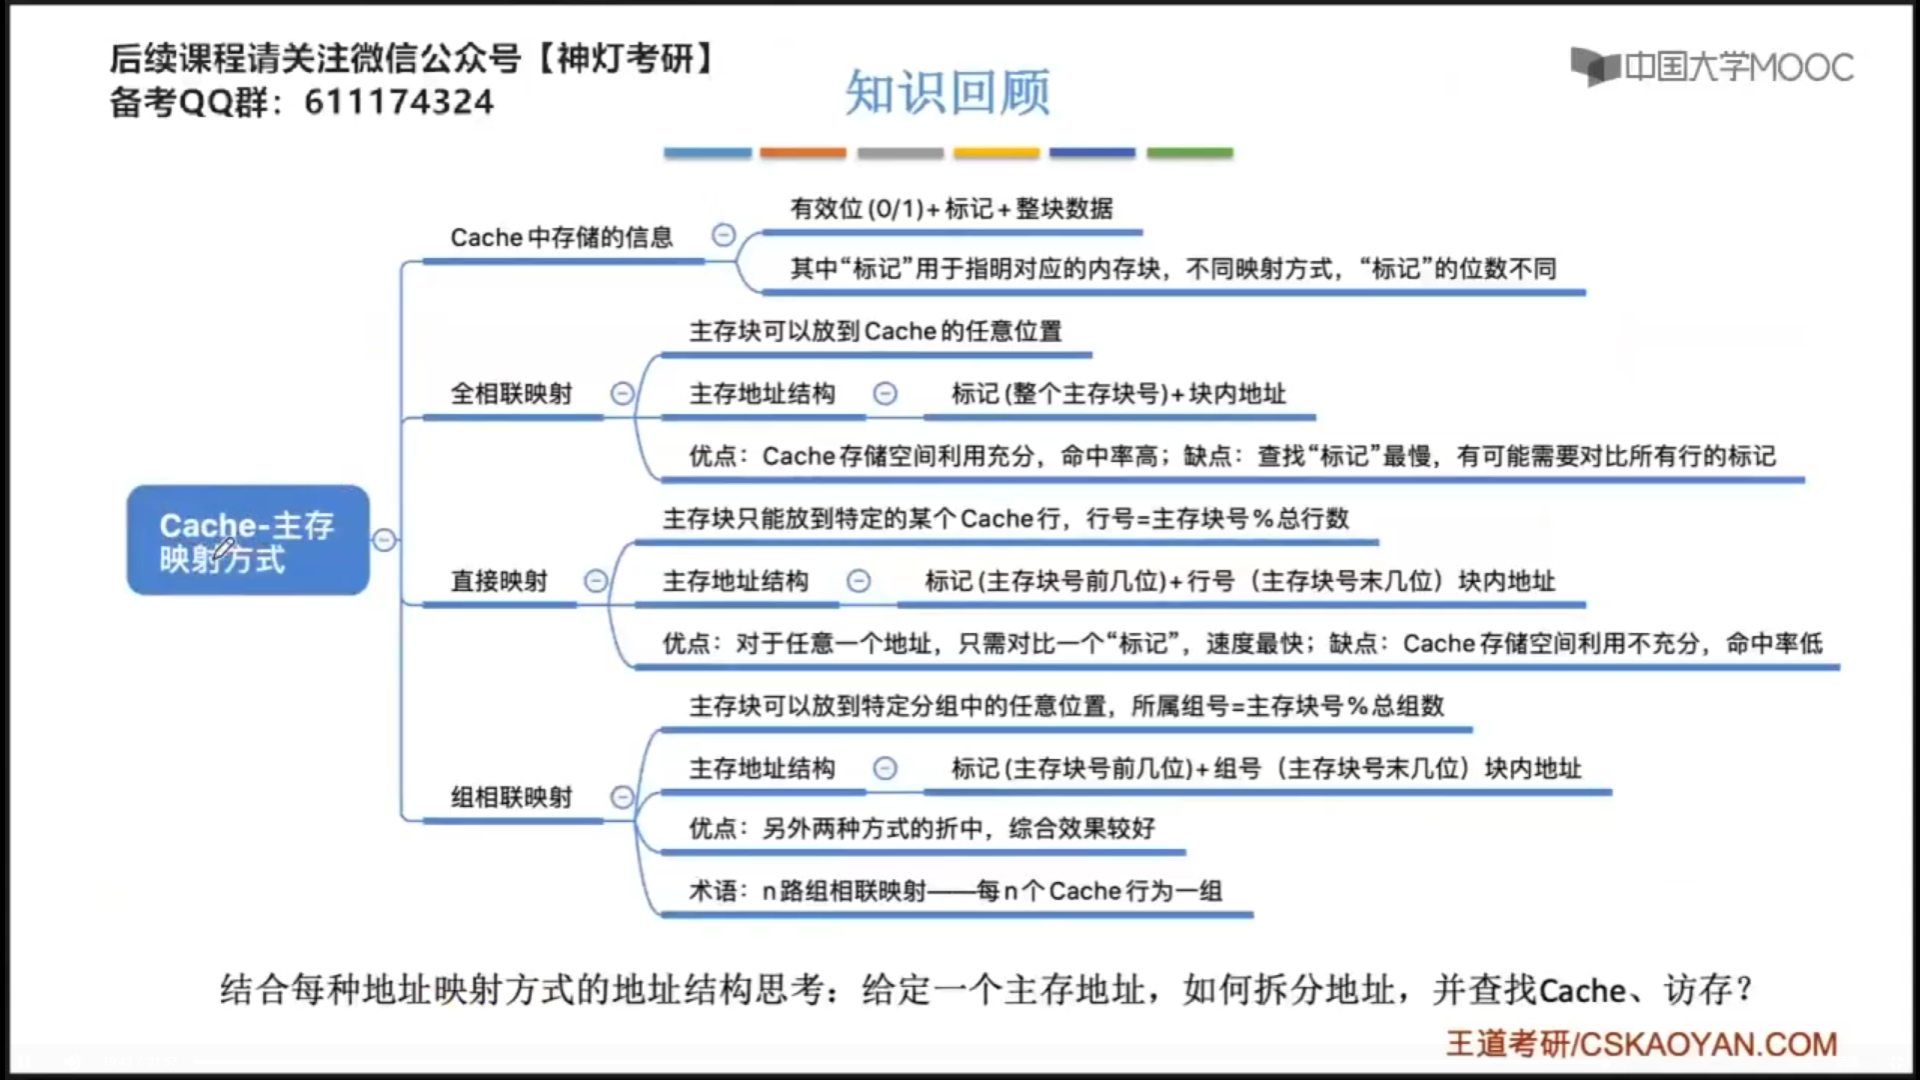 后续课程请关注微信公众号【神灯考研】
备考QQ群：611174324
知识回顾
中国大学MOOC
Cache-主存
映射方式
Cache中存储的信息
有效位(0/1)+标记+整块数据
其中“标记”用于指明对应的内存块，不同映射方式，“标记”的位数不同
全相联映射
主存块可以放到Cache的任意位置
主存地址结构
标记(整个主存块号)+块内地址
优点：Cache存储空间利用充分，命中率高；缺点：查找“标记”最慢，有可能需要对比所有行的标记
直接映射
主存块只能放到特定的某个Cache行，行号=主存块号%总行数
主存地址结构
标记(主存块号前几位)+行号（主存块号末几位）块内地址
优点：对于任意一个地址，只需对比一个“标记”，速度最快；缺点：Cache存储空间利用不充分，命中率低
组相联映射
主存块可以放到特定分组中的任意位置，所属组号=主存块号%总组数
主存地址结构
标记(主存块号前几位)+组号（主存块号末几位）块内地址
优点：另外两种方式的折中，综合效果较好
术语：n路组相联映射——每n个Cache行为一组
结合每种地址映射方式的地址结构思考：给定一个主存地址，如何拆分地址，并查找Cache、访存？
王道考研/CSKAOYAN.COM